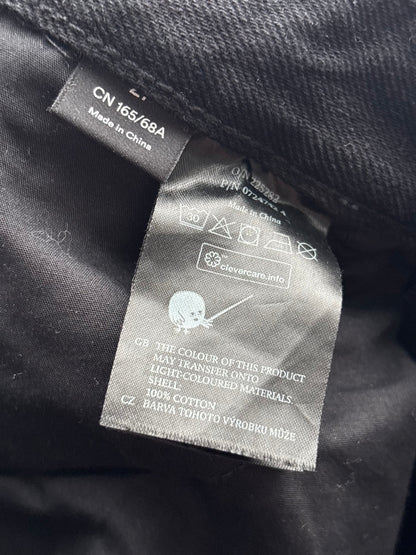 CN 165/68A
Made in China
Made in China
30
clevercare.info
GB THE COLOUR OF THIS PRODUCT
MAY TRANSFER ONTO
LIGHT-COLOURED MATERIALS.
SHELL:
100% COTTON
CZ BARVA TOHOTO VÝROBKU MŮŽE